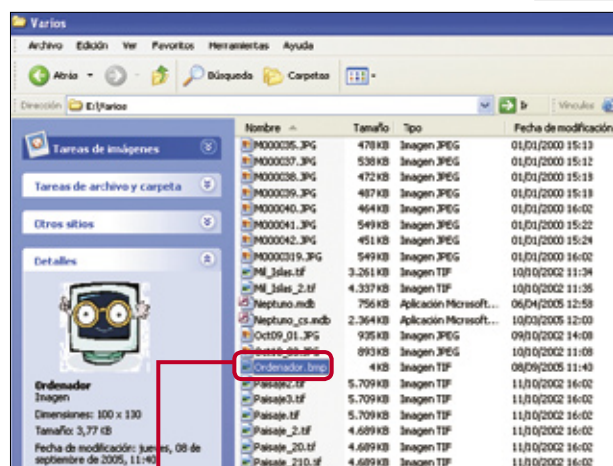 Varios
Archivo Edición Ver Favoritos Herramientas Ayuda
Atrás Búsqueda Carpetas
Dirección E:\Varios Ir Vínculos
Tareas de imágenes
Tareas de archivo y carpeta
Otros sitios
Detalles
Ordenador
Imagen
Dimensiones: 100 x 130
Tamaño: 3,77 KB
Fecha de modificación: jueves, 08 de
septiembre de 2005, 11:40
Nombre Tamaño Tipo Fecha de modificación
M000035.JPG 478 KB Imagen JPEG 01/01/2000 15:13
M000037.JPG 538 KB Imagen JPEG 01/01/2000 15:12
M000038.JPG 472 KB Imagen JPEG 01/01/2000 15:13
M000039.JPG 487 KB Imagen JPEG 01/01/2000 15:13
M000040.JPG 464 KB Imagen JPEG 01/01/2000 16:02
M000041.JPG 549 KB Imagen JPEG 01/01/2000 15:22
M000042.JPG 451 KB Imagen JPEG 01/01/2000 15:24
M0000319.JPG 549 KB Imagen JPEG 01/01/2000 16:02
Mil_Islas.tif 3.261 KB Imagen TIF 10/10/2002 11:34
Mil_Islas_2.tif 4.337 KB Imagen TIF 10/10/2002 11:35
Neptuno.mdb 756 KB Aplicación Microsoft... 06/04/2005 12:53
Neptuno_cs.mdb 2.364 KB Aplicación Microsoft... 10/03/2005 12:03
Oct09_01.JPG 935 KB Imagen JPEG 09/10/2002 14:08
893 KB Imagen JPEG 10/10/2002 11:08
Ordenador.bmp 4 KB Imagen TIF 08/09/2005 11:40
Paisaje2.tif 5.709 KB Imagen TIF 11/10/2002 16:02
Paisaje3.tif 5.709 KB Imagen TIF 11/10/2002 16:02
Paisaje.tif 5.709 KB Imagen TIF 11/10/2002 16:02
Paisaje_2.tif 4.689 KB Imagen TIF 11/10/2002 16:02
Paisaje_20.tif 4.689 KB Imagen TIF 11/10/2002 16:02
Paisaje_210.tif 4.689 KB Imagen TIF 11/10/2002 16:02